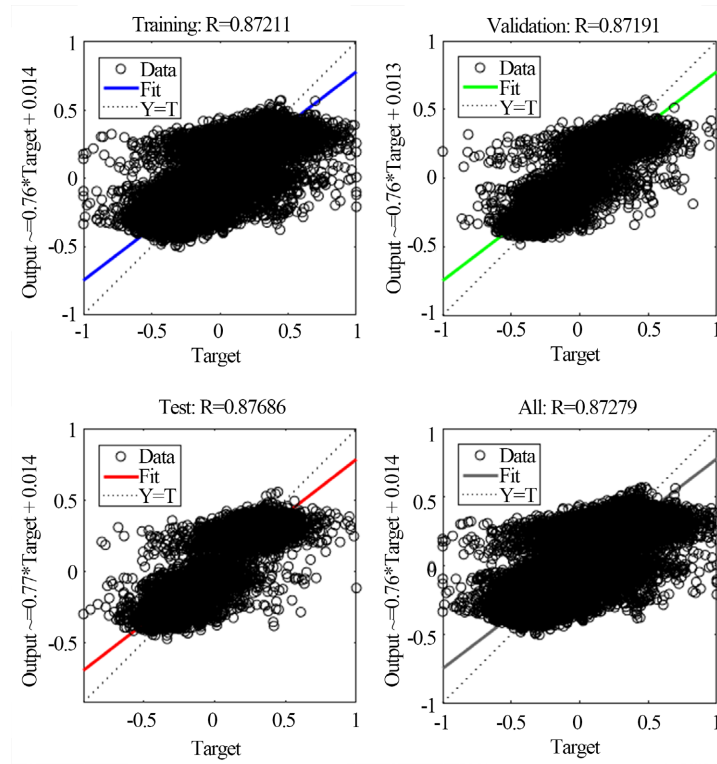 Training: R=0.87211
1
0.5
0
-0.5
-1
Output ~=0.76*Target + 0.014
Data
Fit
Y=T
-1
-0.5
0
0.5
1
Target
Validation: R=0.87191
1
0.5
0
-0.5
-1
Output ~=0.76*Target + 0.013
Data
Fit
Y=T
-1
-0.5
0
0.5
1
Target
Test: R=0.87686
1
0.5
0
-0.5
Output ~=0.77*Target + 0.014
Data
Fit
Y=T
-0.5
0
0.5
1
Target
All: R=0.87279
1
0.5
0
-0.5
-1
Output ~=0.76*Target + 0.014
Data
Fit
Y=T
-1
-0.5
0
0.5
1
Target